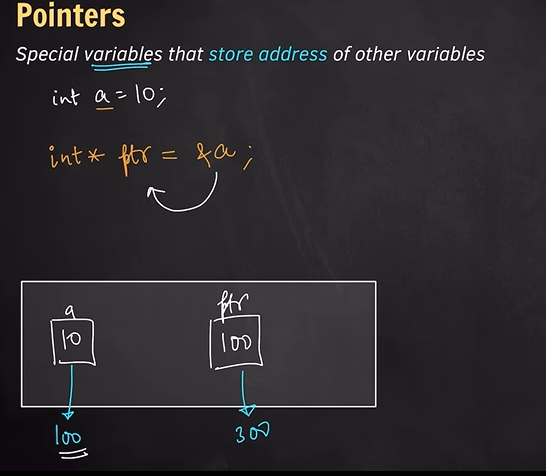 Pointers
Special variables that store address of other variables
int a = 10;
int* ptr = &a;
a ptr
10 100
100 300